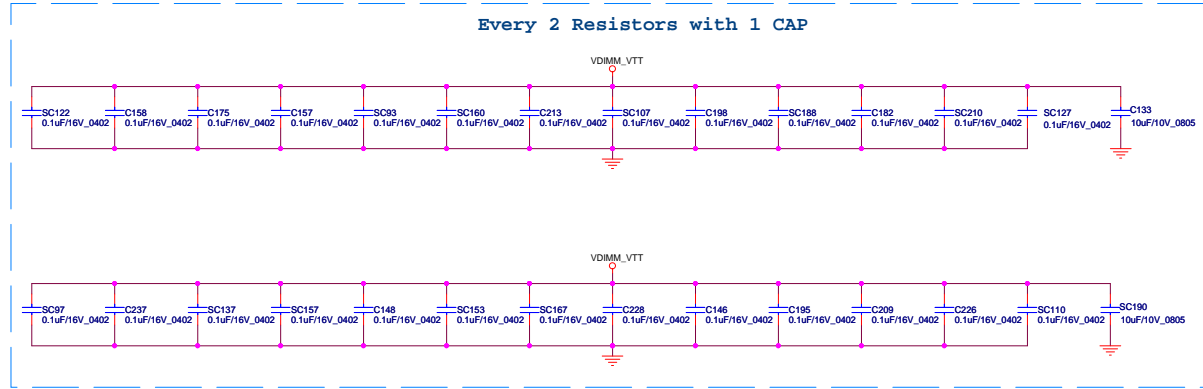 Every 2 Resistors with 1 CAP
VDIMM_VTT
SC122 C158 C175 C157 SC93 SC160 C213 SC107 C198 SC188 C182 SC210 SC127 C133
0.1uF/16V_0402 0.1uF/16V_0402 0.1uF/16V_0402 0.1uF/16V_0402 0.1uF/16V_0402 0.1uF/16V_0402 0.1uF/16V_0402 0.1uF/16V_0402 0.1uF/16V_0402 0.1uF/16V_0402 0.1uF/16V_0402 0.1uF/16V_0402 0.1uF/16V_0402 10uF/10V_0805
VDIMM_VTT
SC97 C237 SC137 SC157 C148 SC153 SC167 C228 C146 C195 C209 C226 SC110 SC190
0.1uF/16V_0402 0.1uF/16V_0402 0.1uF/16V_0402 0.1uF/16V_0402 0.1uF/16V_0402 0.1uF/16V_0402 0.1uF/16V_0402 0.1uF/16V_0402 0.1uF/16V_0402 0.1uF/16V_0402 0.1uF/16V_0402 0.1uF/16V_0402 0.1uF/16V_0402 10uF/10V_0805